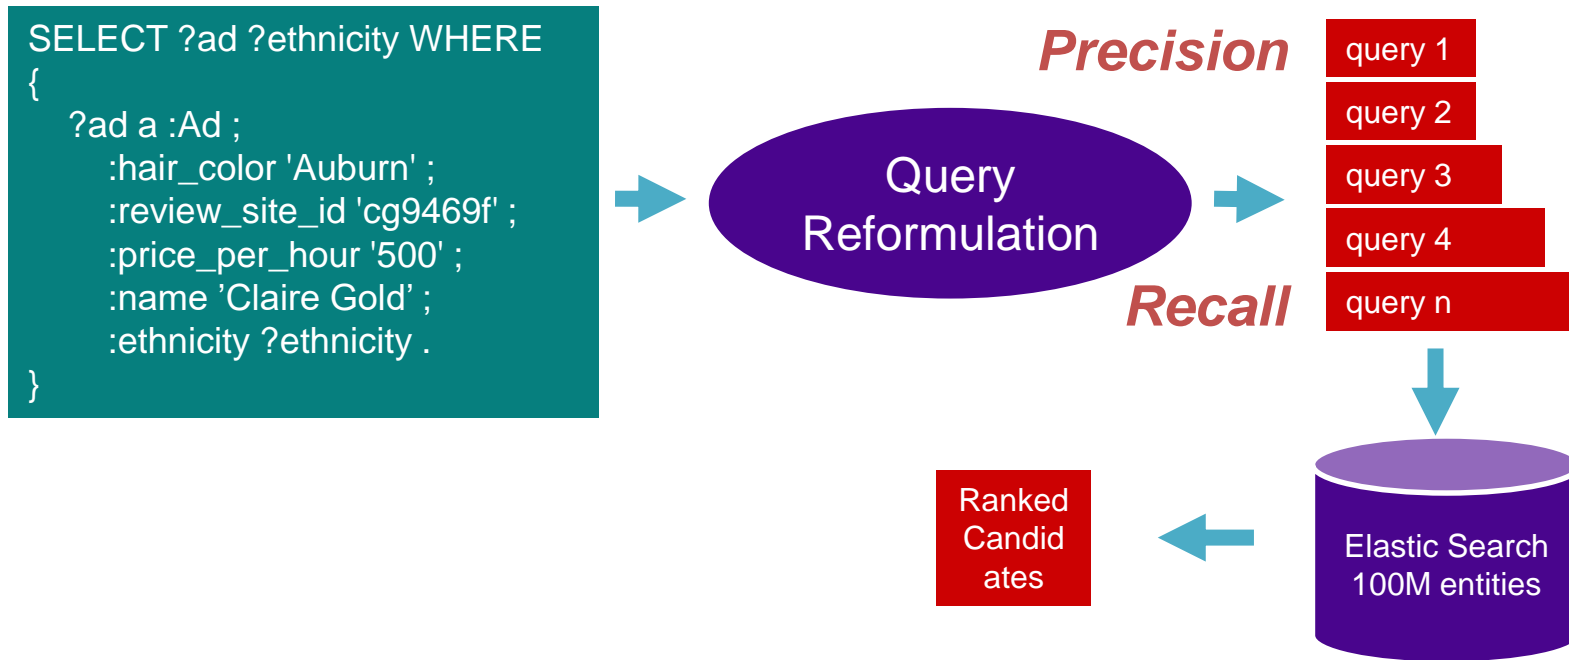 SELECT ?ad ?ethnicity WHERE
{
?ad a :Ad ;
:hair_color 'Auburn' ;
:review_site_id 'cg9469f' ;
:price_per_hour '500' ;
:name ’Claire Gold’ ;
:ethnicity ?ethnicity .
}
Query
Reformulation
Precision
Recall
query 1
query 2
query 3
query 4
query n
Elastic Search
100M entities
Ranked
Candid
ates